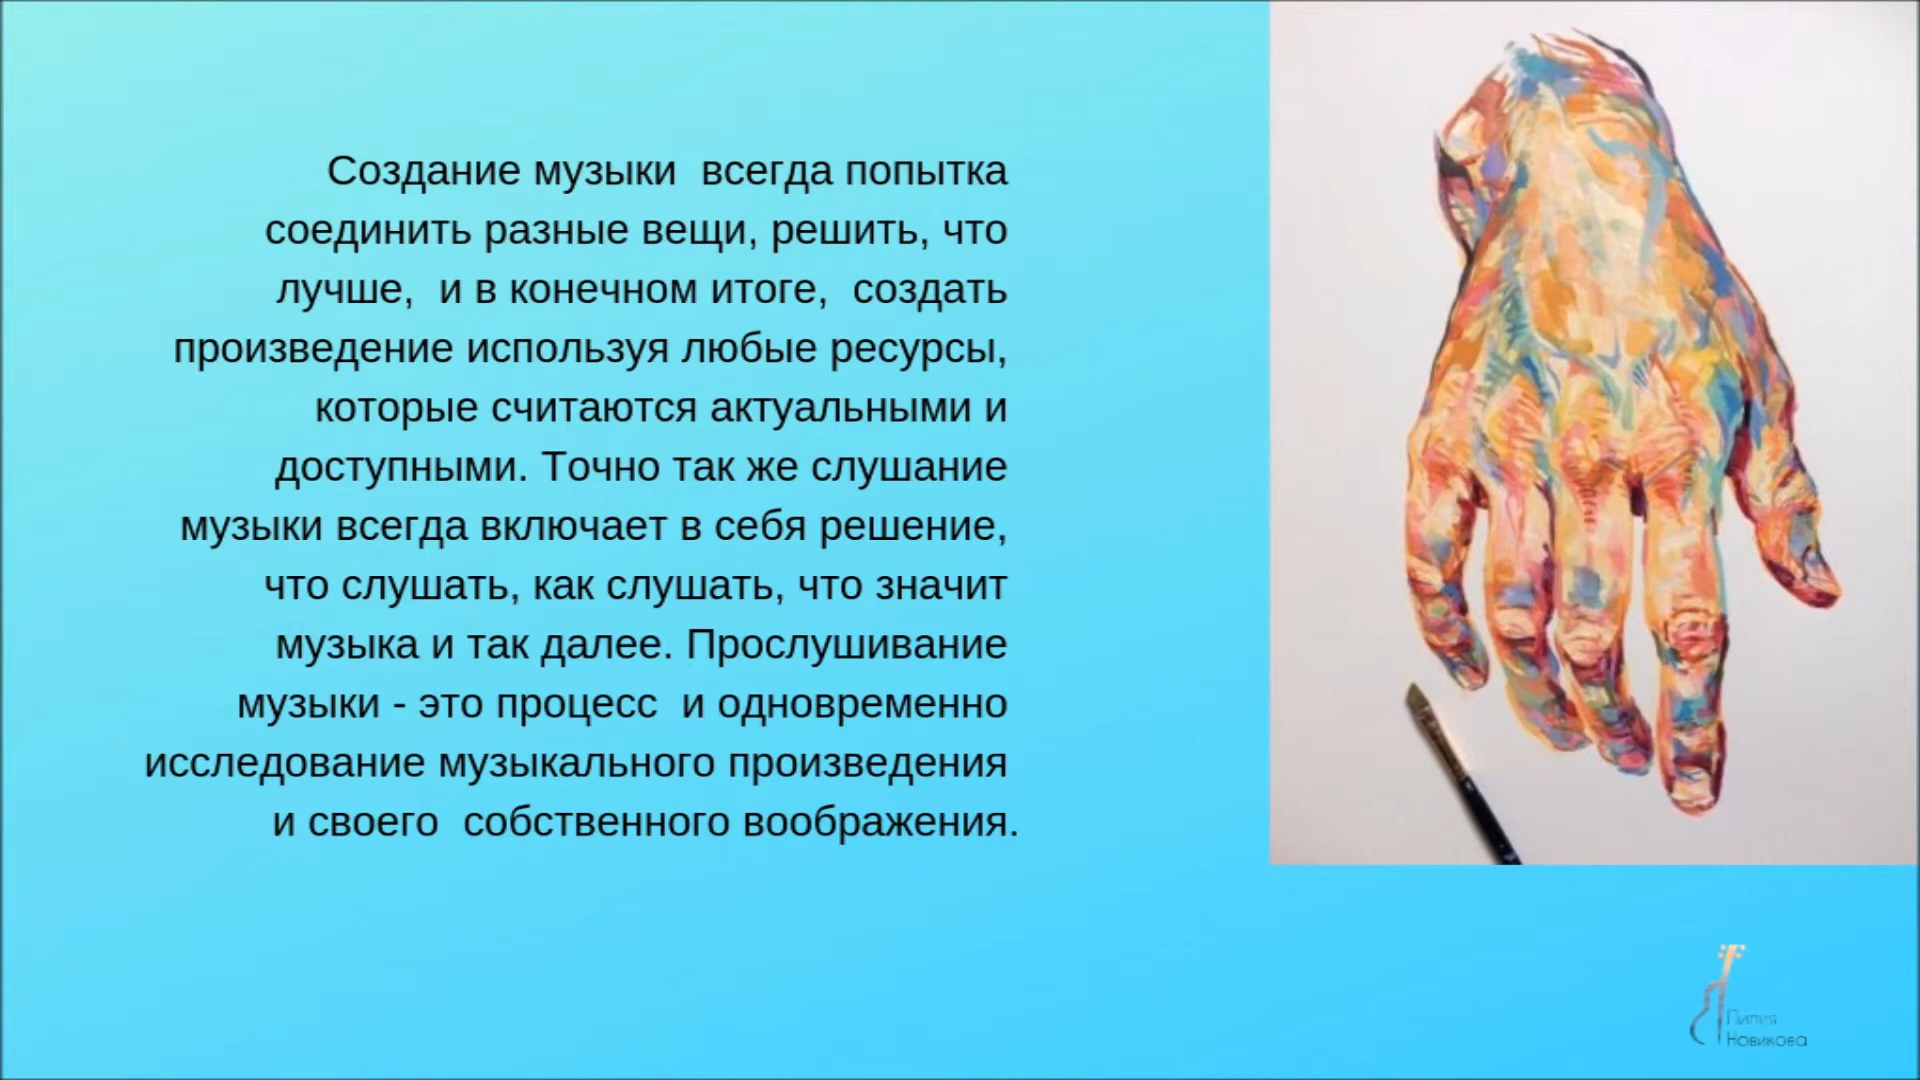 Создание музыки  всегда попытка
соединить разные вещи, решить, что
лучше,  и в конечном итоге,  создать
произведение используя любые ресурсы,
которые считаются актуальными и
доступными. Точно так же слушание
музыки всегда включает в себя решение,
что слушать, как слушать, что значит
музыка и так далее. Прослушивание
музыки - это процесс  и одновременно
исследование музыкального произведения
и своего  собственного воображения.
Лилия
Новикова